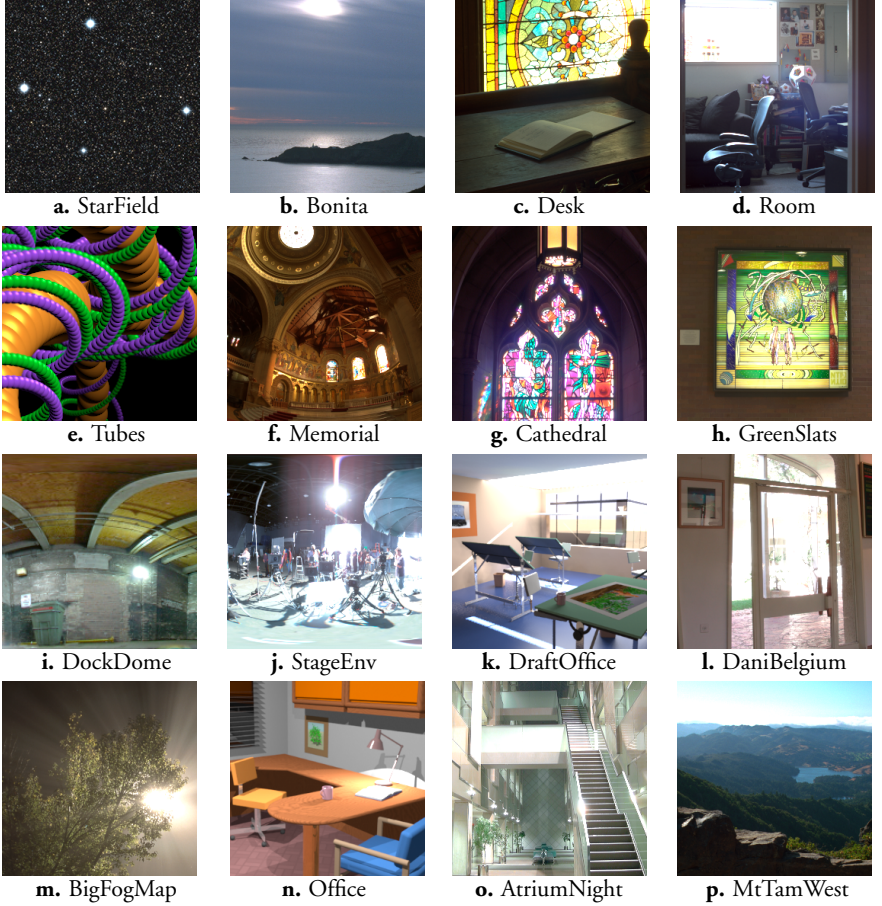 a. StarField
b. Bonita
c. Desk
d. Room
e. Tubes
f. Memorial
g. Cathedral
h. GreenSlats
i. DockDome
j. StageEnv
k. DraftOffice
l. DaniBelgium
m. BigFogMap
n. Office
o. AtriumNight
p. MtTamWest